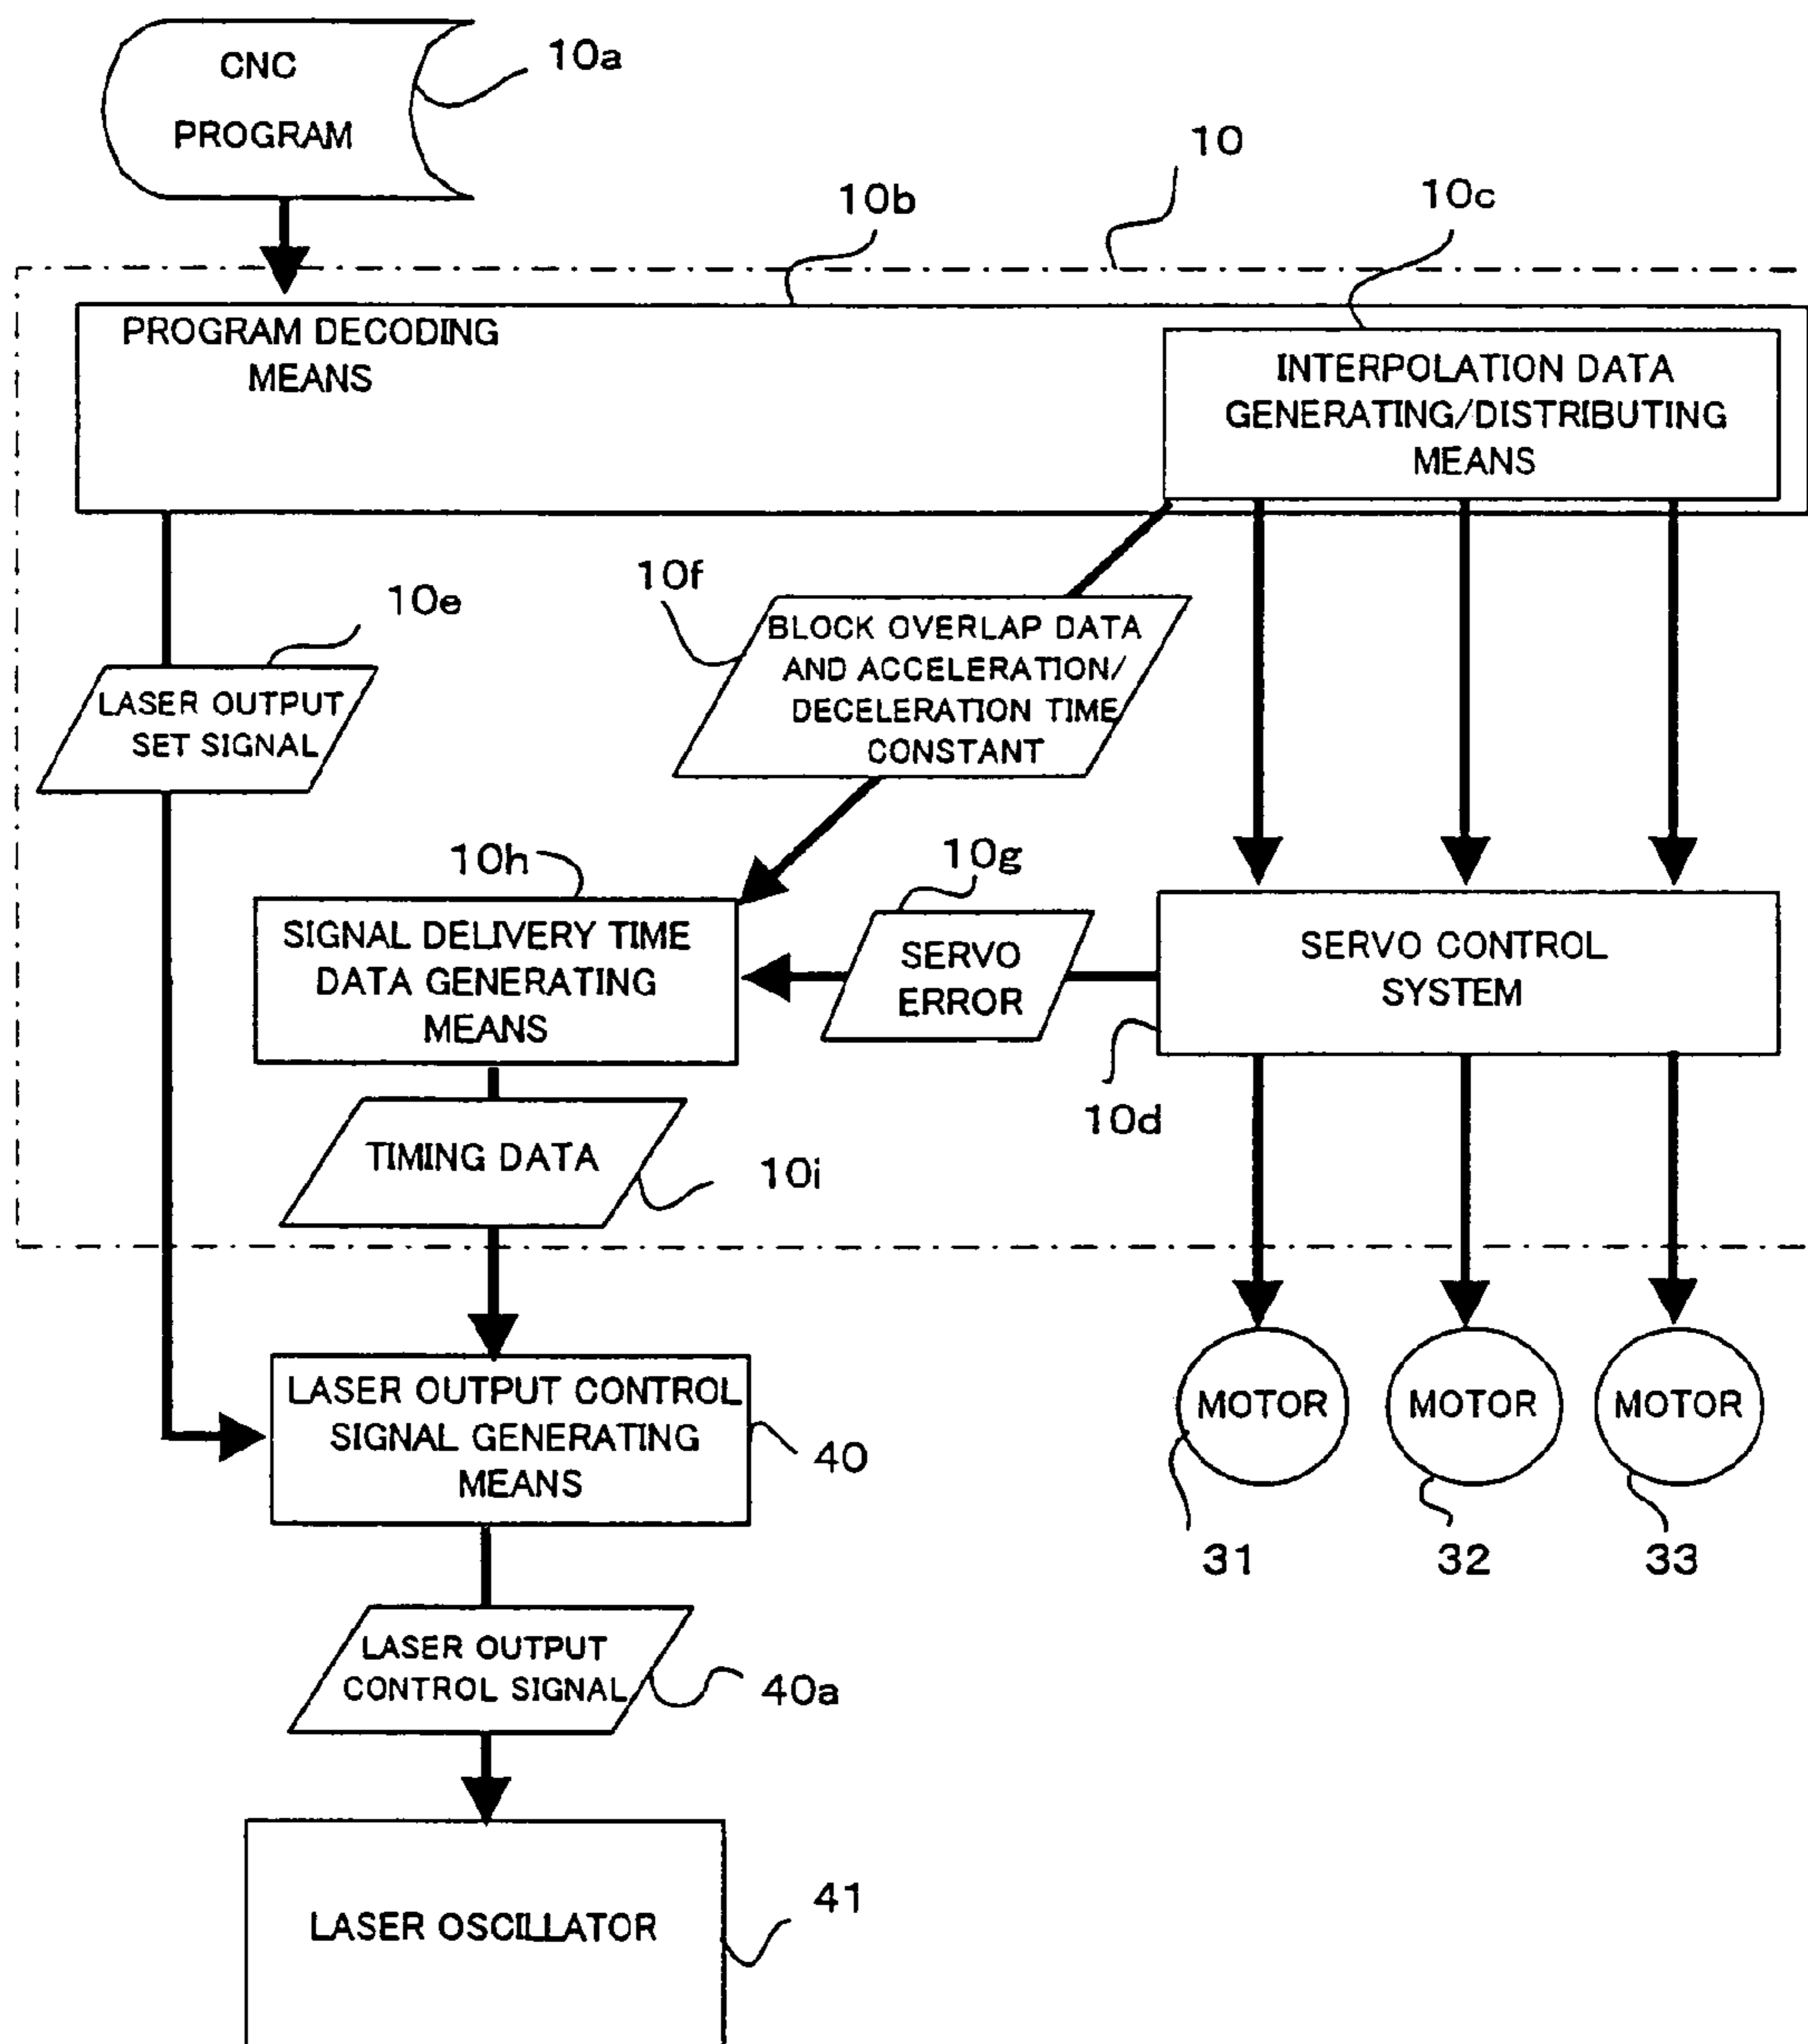 CNC
PROGRAM
10a
10
10b
10c
PROGRAM DECODING
MEANS
INTERPOLATION DATA
GENERATING/DISTRIBUTING
MEANS
10f
10e
BLOCK OVERLAP DATA
AND ACCELERATION/
DECELERATION TIME
CONSTANT
LASER OUTPUT
SET SIGNAL
10h
10g
SIGNAL DELIVERY TIME
DATA GENERATING
MEANS
SERVO
ERROR
SERVO CONTROL
SYSTEM
10d
TIMING DATA
10i
LASER OUTPUT CONTROL
SIGNAL GENERATING
MEANS
40
MOTOR
MOTOR
MOTOR
31
32
33
LASER OUTPUT
CONTROL SIGNAL
40a
41
LASER OSCILLATOR